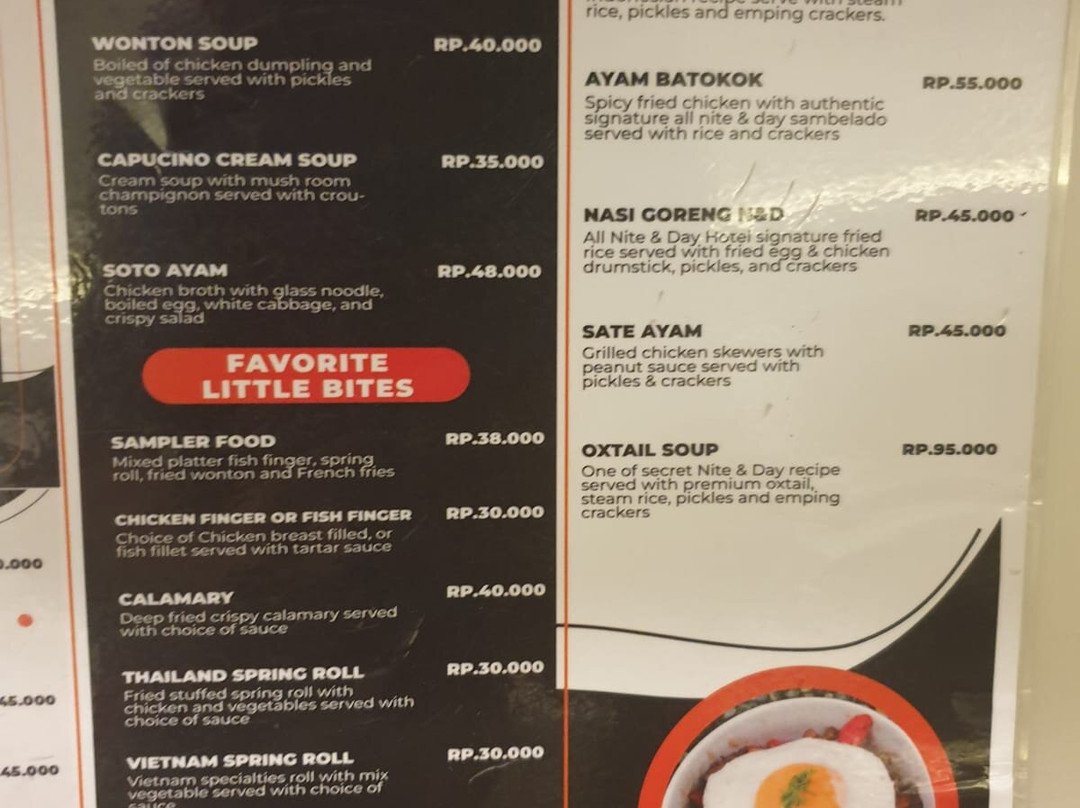 WONTON SOUP RP.40.000
Boiled of chicken dumpling and
vegetable served with pickles
and crackers
CAPUCINO CREAM SOUP RP.35.000
Cream soup with mush room
champignon served with crou-
tons
SOTO AYAM RP.48.000
Chicken broth with glass noodle,
boiled egg, white cabbage, and
crispy salad
FAVORITE
LITTLE BITES
SAMPLER FOOD RP.38.000
Mixed platter fish finger, spring
roll, fried wonton and French fries
CHICKEN FINGER OR FISH FINGER RP.30.000
Choice of Chicken breast filled, or
fish fillet served with tartar sauce
CALAMARY RP.40.000
Deep fried crispy calamary served
with choice of sauce
THAILAND SPRING ROLL RP.30.000
Fried stuffed spring roll with
chicken and vegetables served with
choice of sauce
VIETNAM SPRING ROLL RP.30.000
Vietnam specialties roll with mix
vegetable served with choice of
sauce
rice, pickles and emping crackers.
AYAM BATOKOK RP.55.000
Spicy fried chicken with authentic
signature all nite & day sambelado
served with rice and crackers
NASI GORENG N&D RP.45.000
All Nite & Day Hotel signature fried
rice served with fried egg & chicken
drumstick, pickles, and crackers
SATE AYAM RP.45.000
Grilled chicken skewers with
peanut sauce served with
pickles & crackers
OXTAIL SOUP RP.95.000
One of secret Nite & Day recipe
served with premium oxtail,
steam rice, pickles and emping
crackers
.000
45.000
45.000